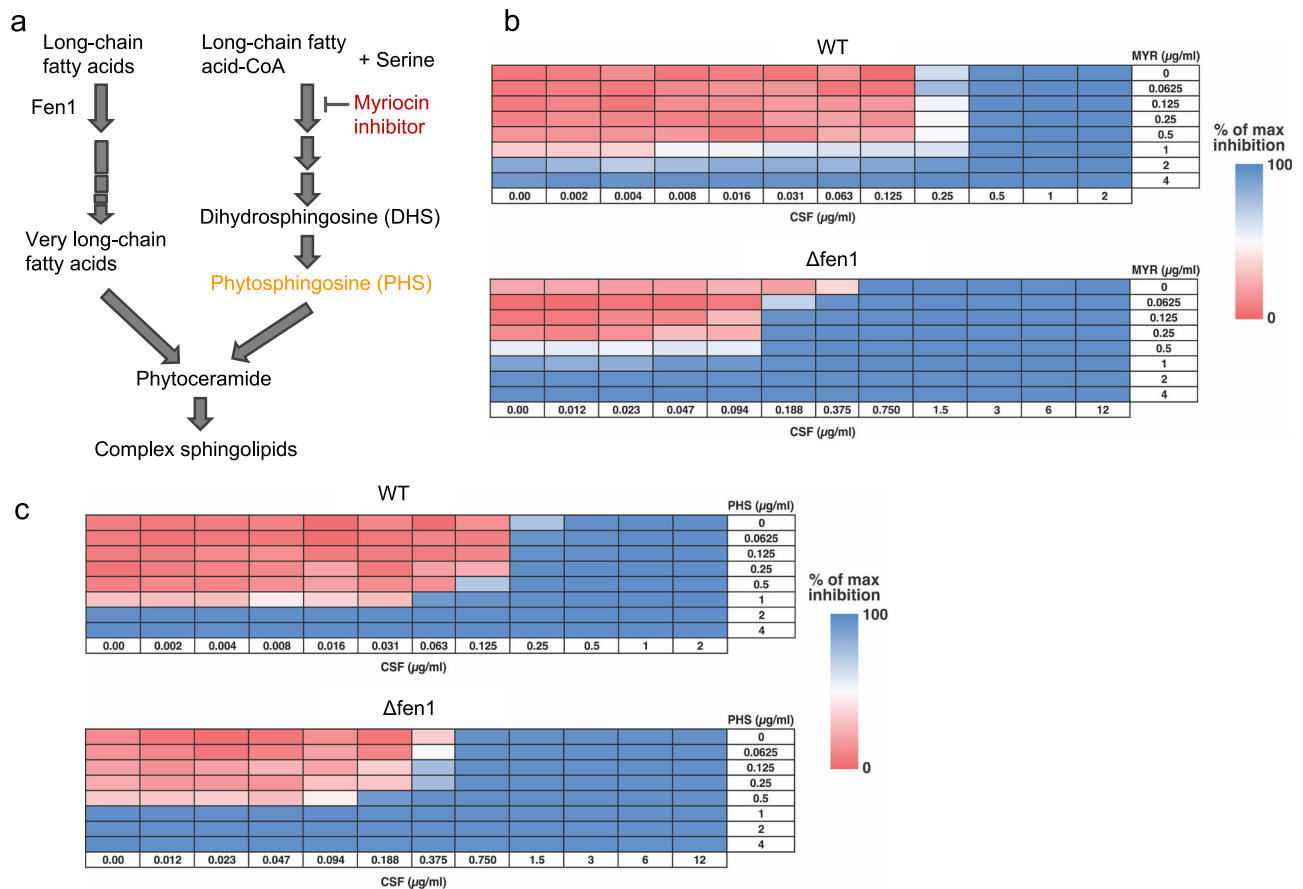 a
Long-chain
fatty acids
Long-chain fatty
acid-CoA
+ Serine
Fen1
Myriocin
inhibitor
Dihydrosphingosine (DHS)
Very long-chain
fatty acids
Phytosphingosine (PHS)
Phytoceramide
Complex sphingolipids
b
WT
MYR (µg/ml)
0
0.0625
0.125
0.25
0.5
1
2
4
0.00 0.002 0.004 0.008 0.016 0.031 0.063 0.125 0.25 0.5 1 2
CSF (µg/ml)
Δfen1
MYR (µg/ml)
0
0.0625
0.125
0.25
0.5
1
2
4
0.00 0.012 0.023 0.047 0.094 0.188 0.375 0.750 1.5 3 6 12
CSF (µg/ml)
% of max
inhibition
100
0
c
WT
PHS (µg/ml)
0
0.0625
0.125
0.25
0.5
1
2
4
0.00 0.002 0.004 0.008 0.016 0.031 0.063 0.125 0.25 0.5 1 2
CSF (µg/ml)
Δfen1
PHS (µg/ml)
0
0.0625
0.125
0.25
0.5
1
2
4
0.00 0.012 0.023 0.047 0.094 0.188 0.375 0.750 1.5 3 6 12
CSF (µg/ml)
% of max
inhibition
100
0